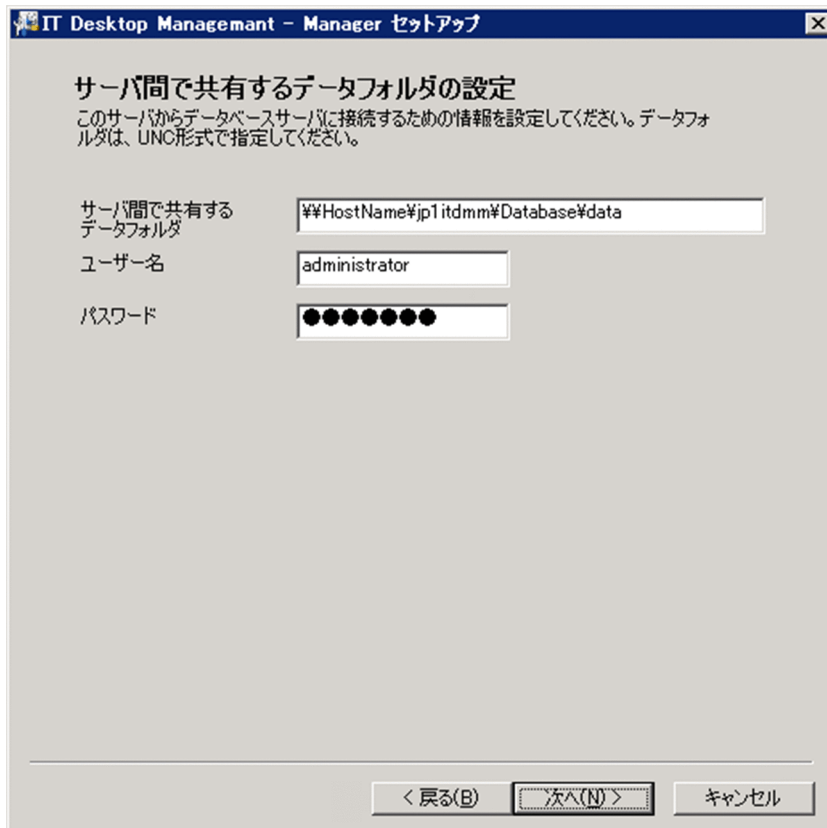 IT Desktop Managemant - Manager セットアップ
サーバ間で共有するデータフォルダの設定
このサーバからデータベースサーバに接続するための情報を設定してください。データフォ
ルダは、UNC形式で指定してください。
サーバ間で共有する
データフォルダ
¥¥HostName¥jp1itdmm¥Database¥data
ユーザー名
administrator
パスワード
●●●●●●●
< 戻る(B)
次へ(N) >
キャンセル